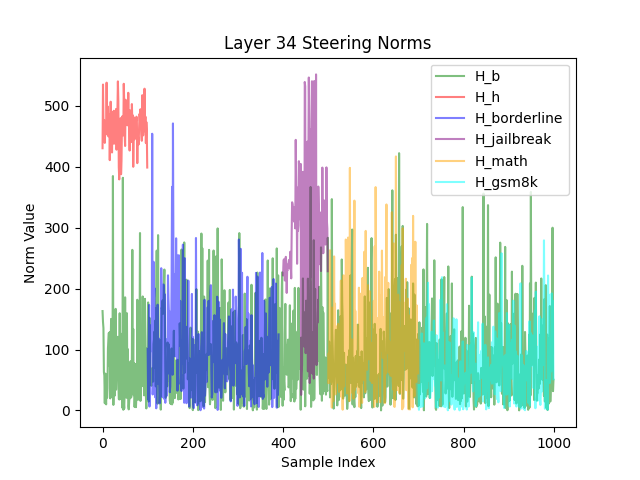 Layer 34 Steering Norms
Norm Value
500
400
300
200
100
0
H_b
H_h
H_borderline
H_jailbreak
H_math
H_gsm8k
0 200 400 600 800 1000
Sample Index